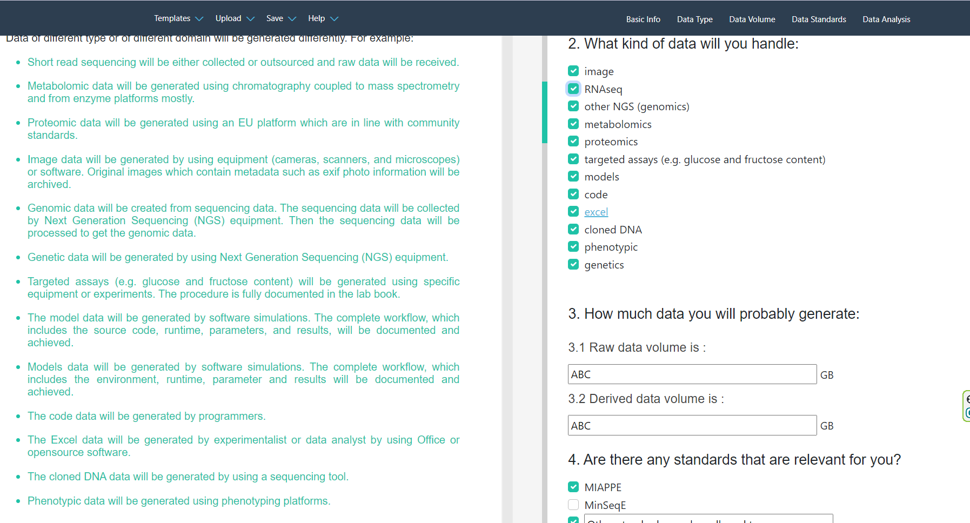 Templates Upload Save Help Basic Info Data Type Data Volume Data Standards Data Analysis
Data of different type or of different domain will be generated differently. For example:
• Short read sequencing will be either collected or outsourced and raw data will be received.
• Metabolomic data will be generated using chromatography coupled to mass spectrometry
and from enzyme platforms mostly.
• Proteomic data will be generated using an EU platform which are in line with community
standards.
• Image data will be generated by using equipment (cameras, scanners, and microscopes)
or software. Original images which contain metadata such as exif photo information will be
archived.
• Genomic data will be created from sequencing data. The sequencing data will be collected
by Next Generation Sequencing (NGS) equipment. Then the sequencing data will be
processed to get the genomic data.
• Genetic data will be generated by using Next Generation Sequencing (NGS) equipment.
• Targeted assays (e.g. glucose and fructose content) will be generated using specific
equipment or experiments. The procedure is fully documented in the lab book.
• The model data will be generated by software simulations. The complete workflow, which
includes the source code, runtime, parameters, and results, will be documented and
achieved.
• Models data will be generated by software simulations. The complete workflow, which
includes the environment, runtime, parameter and results will be documented and
achieved.
• The code data will be generated by programmers.
• The Excel data will be generated by experimentalist or data analyst by using Office or
opensource software.
• The cloned DNA data will be generated by using a sequencing tool.
• Phenotypic data will be generated using phenotyping platforms.
2. What kind of data will you handle:
image
RNAseq
other NGS (genomics)
metabolomics
proteomics
targeted assays (e.g. glucose and fructose content)
models
code
excel
cloned DNA
phenotypic
genetics
3. How much data you will probably generate:
3.1 Raw data volume is :
ABC GB
3.2 Derived data volume is :
ABC GB
4. Are there any standards that are relevant for you?
MIAPPE
MinSeqE